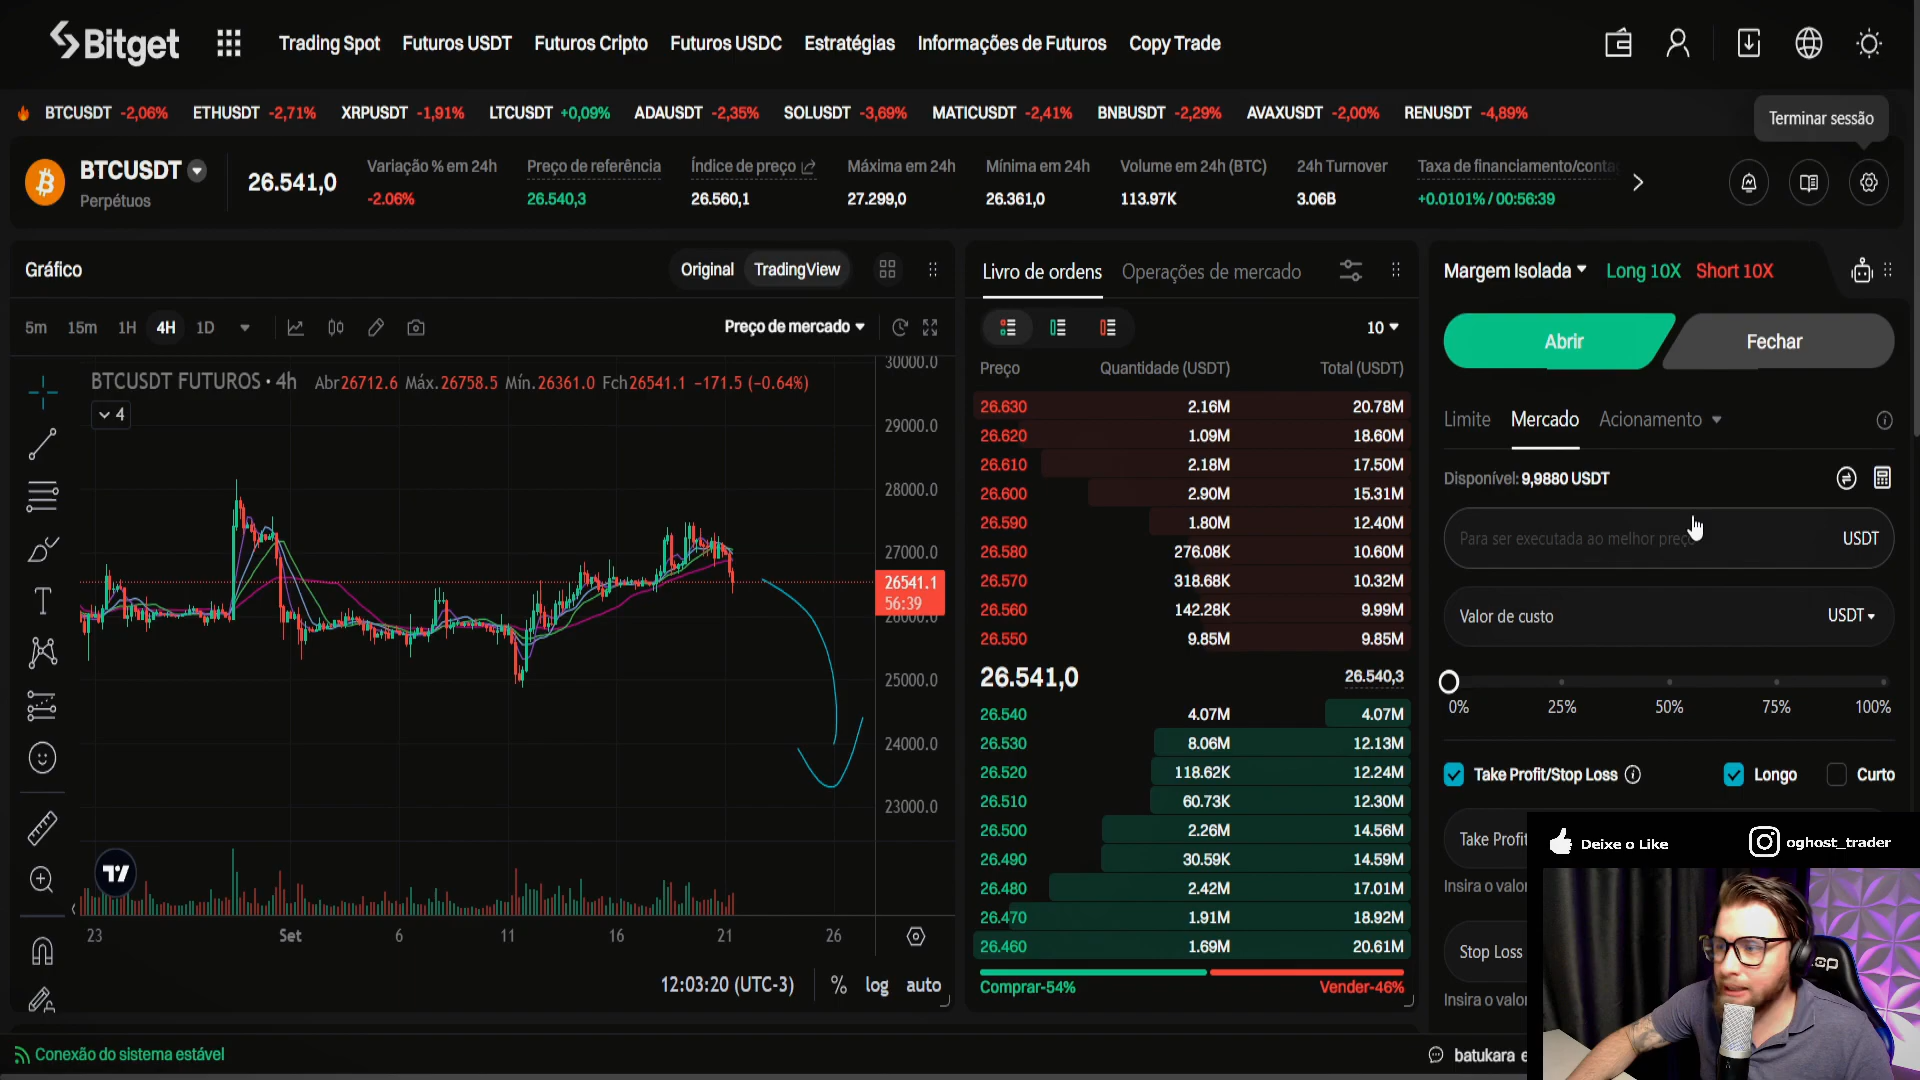 Bitget
Trading Spot Futuros USDT Futuros Cripto Futuros USDC Estratégias Informações de Futuros Copy Trade
BTCUSDT -2,06% ETHUSDT -2,71% XRPUSDT -1,91% LTCUSDT +0,09% ADAUSDT -2,35% SOLUSDT -3,69% MATICUSDT -2,41% BNBUSDT -2,29% AVAXUSDT -2,00% RENUSDT -4,89%
Terminar sessão
BTCUSDT
Perpétuos
26.541,0
Variação % em 24h
-2.06%
Preço de referência
26.540,3
Índice de preço
26.560,1
Máxima em 24h
27.299,0
Mínima em 24h
26.361,0
Volume em 24h (BTC)
113.97K
24h Turnover
3.06B
Taxa de financiamento/conta
+0.0101% / 00:56:39
Gráfico
Original TradingView
5m 15m 1H 4H 1D
Preço de mercado
BTCUSDT FUTUROS • 4h Abr26712.6 Máx.26758.5 Mín.26361.0 Fch26541.1 −171.5 (−0.64%)
4
30000.0
29000.0
28000.0
27000.0
26541.1
56:39
26000.0
25000.0
24000.0
23000.0
23 Set 6 11 16 21 26
12:03:20 (UTC-3) % log auto
Livro de ordens Operações de mercado
10
Preço Quantidade (USDT) Total (USDT)
26.630 2.16M 20.78M
26.620 1.09M 18.60M
26.610 2.18M 17.50M
26.600 2.90M 15.31M
26.590 1.80M 12.40M
26.580 276.08K 10.60M
26.570 318.68K 10.32M
26.560 142.28K 9.99M
26.550 9.85M 9.85M
26.541,0 26.540,3
26.540 4.07M 4.07M
26.530 8.06M 12.13M
26.520 118.62K 12.24M
26.510 60.73K 12.30M
26.500 2.26M 14.56M
26.490 30.59K 14.59M
26.480 2.42M 17.01M
26.470 1.91M 18.92M
26.460 1.69M 20.61M
Comprar-54% Vender-46%
Margem Isolada Long 10X Short 10X
Abrir Fechar
Limite Mercado Acionamento
Disponível: 9,9880 USDT
Para ser executada ao melhor preço USDT
Valor de custo USDT
0% 25% 50% 75% 100%
Take Profit/Stop Loss Longo Curto
Take Profit
Insira o valor
Stop Loss
Insira o valor
Deixe o Like oghost_trader
Conexão do sistema estável
batukara e